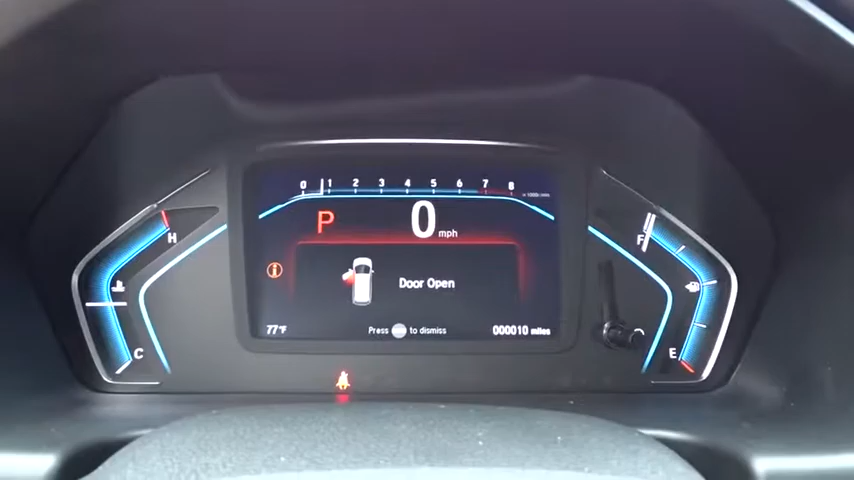 0 1 2 3 4 5 6 7 8
P 0 mph
H F
i
Door Open
77°F Press to dismiss 000010 miles
C E